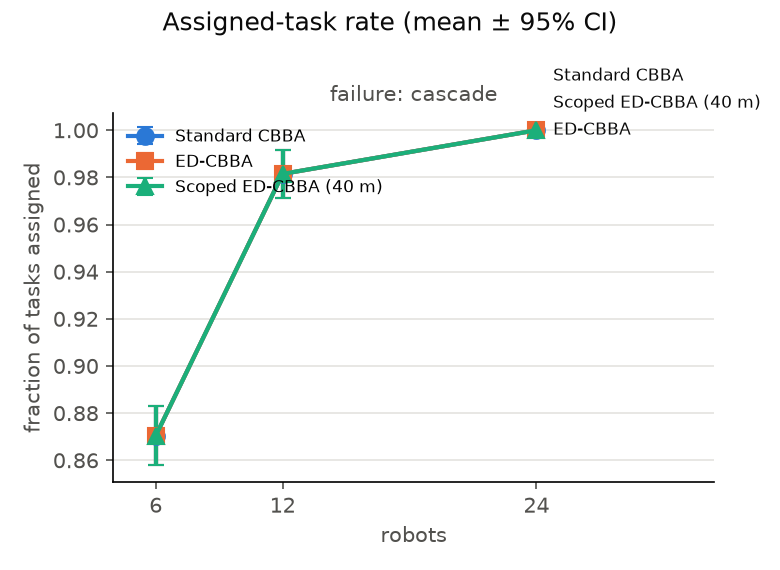 Assigned-task rate (mean ± 95% CI)
failure: cascade
Standard CBBA
Scoped ED-CBBA (40 m)
ED-CBBA
Standard CBBA
ED-CBBA
Scoped ED-CBBA (40 m)
fraction of tasks assigned
1.00
0.98
0.96
0.94
0.92
0.90
0.88
0.86
6 12 24
robots